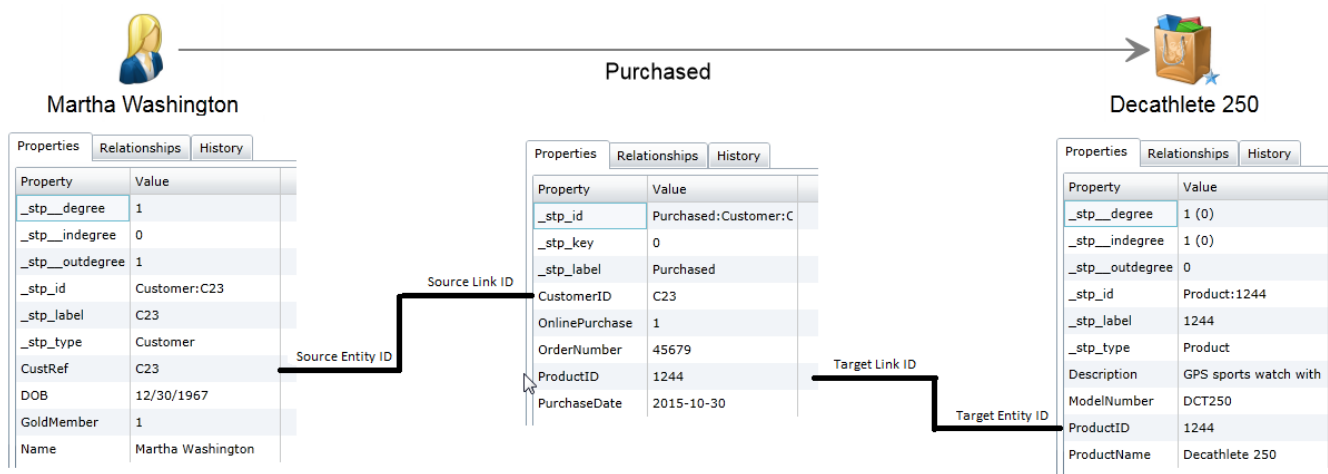 Purchased
Martha Washington
Decathlete 250
Properties Relationships History
Property Value
_stp__degree 1
_stp__indegree 0
_stp__outdegree 1
_stp_id Customer:C23
_stp_label C23
_stp_type Customer
CustRef C23
DOB 12/30/1967
GoldMember 1
Name Martha Washington
Source Entity ID
Source Link ID
Properties Relationships History
Property Value
_stp_id Purchased:Customer:C
_stp_key 0
_stp_label Purchased
CustomerID C23
OnlinePurchase 1
OrderNumber 45679
ProductID 1244
PurchaseDate 2015-10-30
Target Link ID
Target Entity ID
Properties Relationships History
Property Value
_stp__degree 1 (0)
_stp__indegree 1 (0)
_stp__outdegree 0
_stp_id Product:1244
_stp_label 1244
_stp_type Product
Description GPS sports watch with
ModelNumber DCT250
ProductID 1244
ProductName Decathlete 250